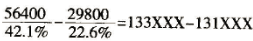 56400/42.1% - 29800/22.6% = 133XXX-131XXX